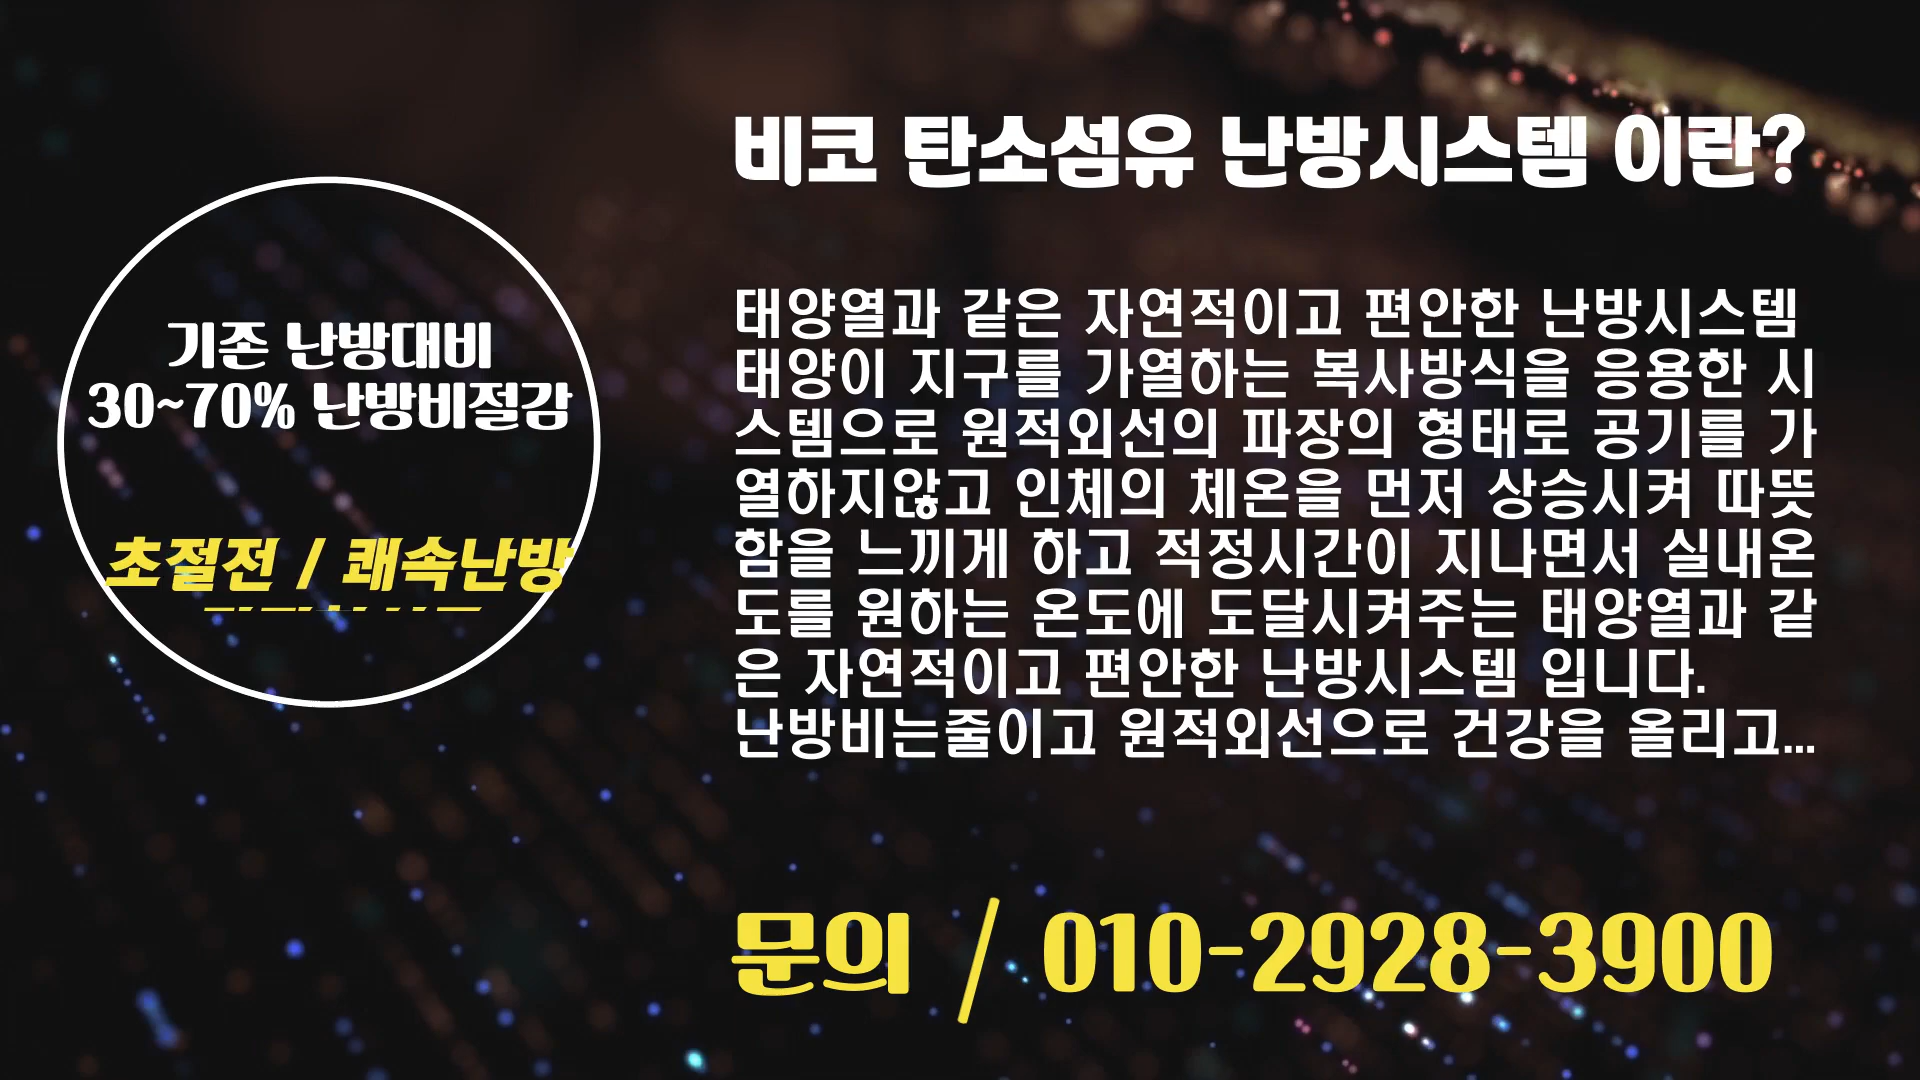 비코 탄소섬유 난방시스템 이란?
기존 난방대비
30~70% 난방비절감
초절전 / 쾌속난방
태양열과 같은 자연적이고 편안한 난방시스템
태양이 지구를 가열하는 복사방식을 응용한 시
스템으로 원적외선의 파장의 형태로 공기를 가
열하지않고 인체의 체온을 먼저 상승시켜 따뜻
함을 느끼게 하고 적정시간이 지나면서 실내온
도를 원하는 온도에 도달시켜주는 태양열과 같
은 자연적이고 편안한 난방시스템 입니다.
난방비는줄이고 원적외선으로 건강을 올리고...
문의 / 010-2928-3900